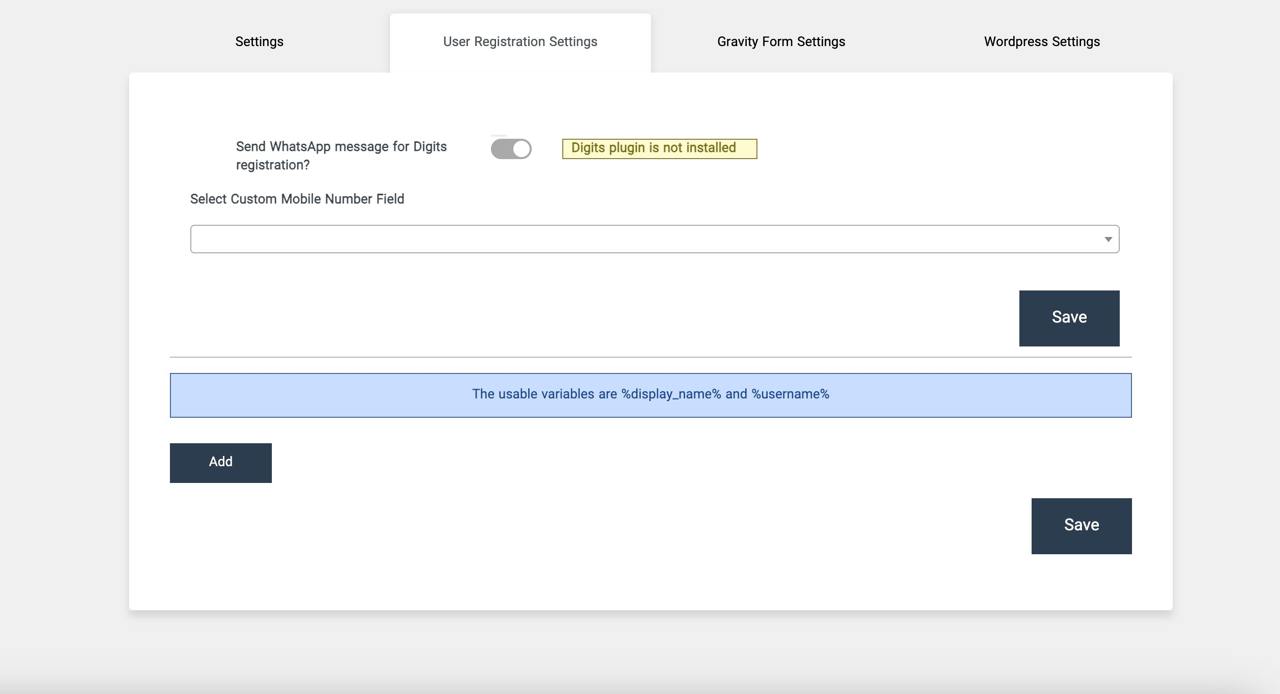 Settings
User Registration Settings
Gravity Form Settings
Wordpress Settings
Send WhatsApp message for Digits
registration?
Digits plugin is not installed
Select Custom Mobile Number Field
Save
The usable variables are %display_name% and %username%
Add
Save